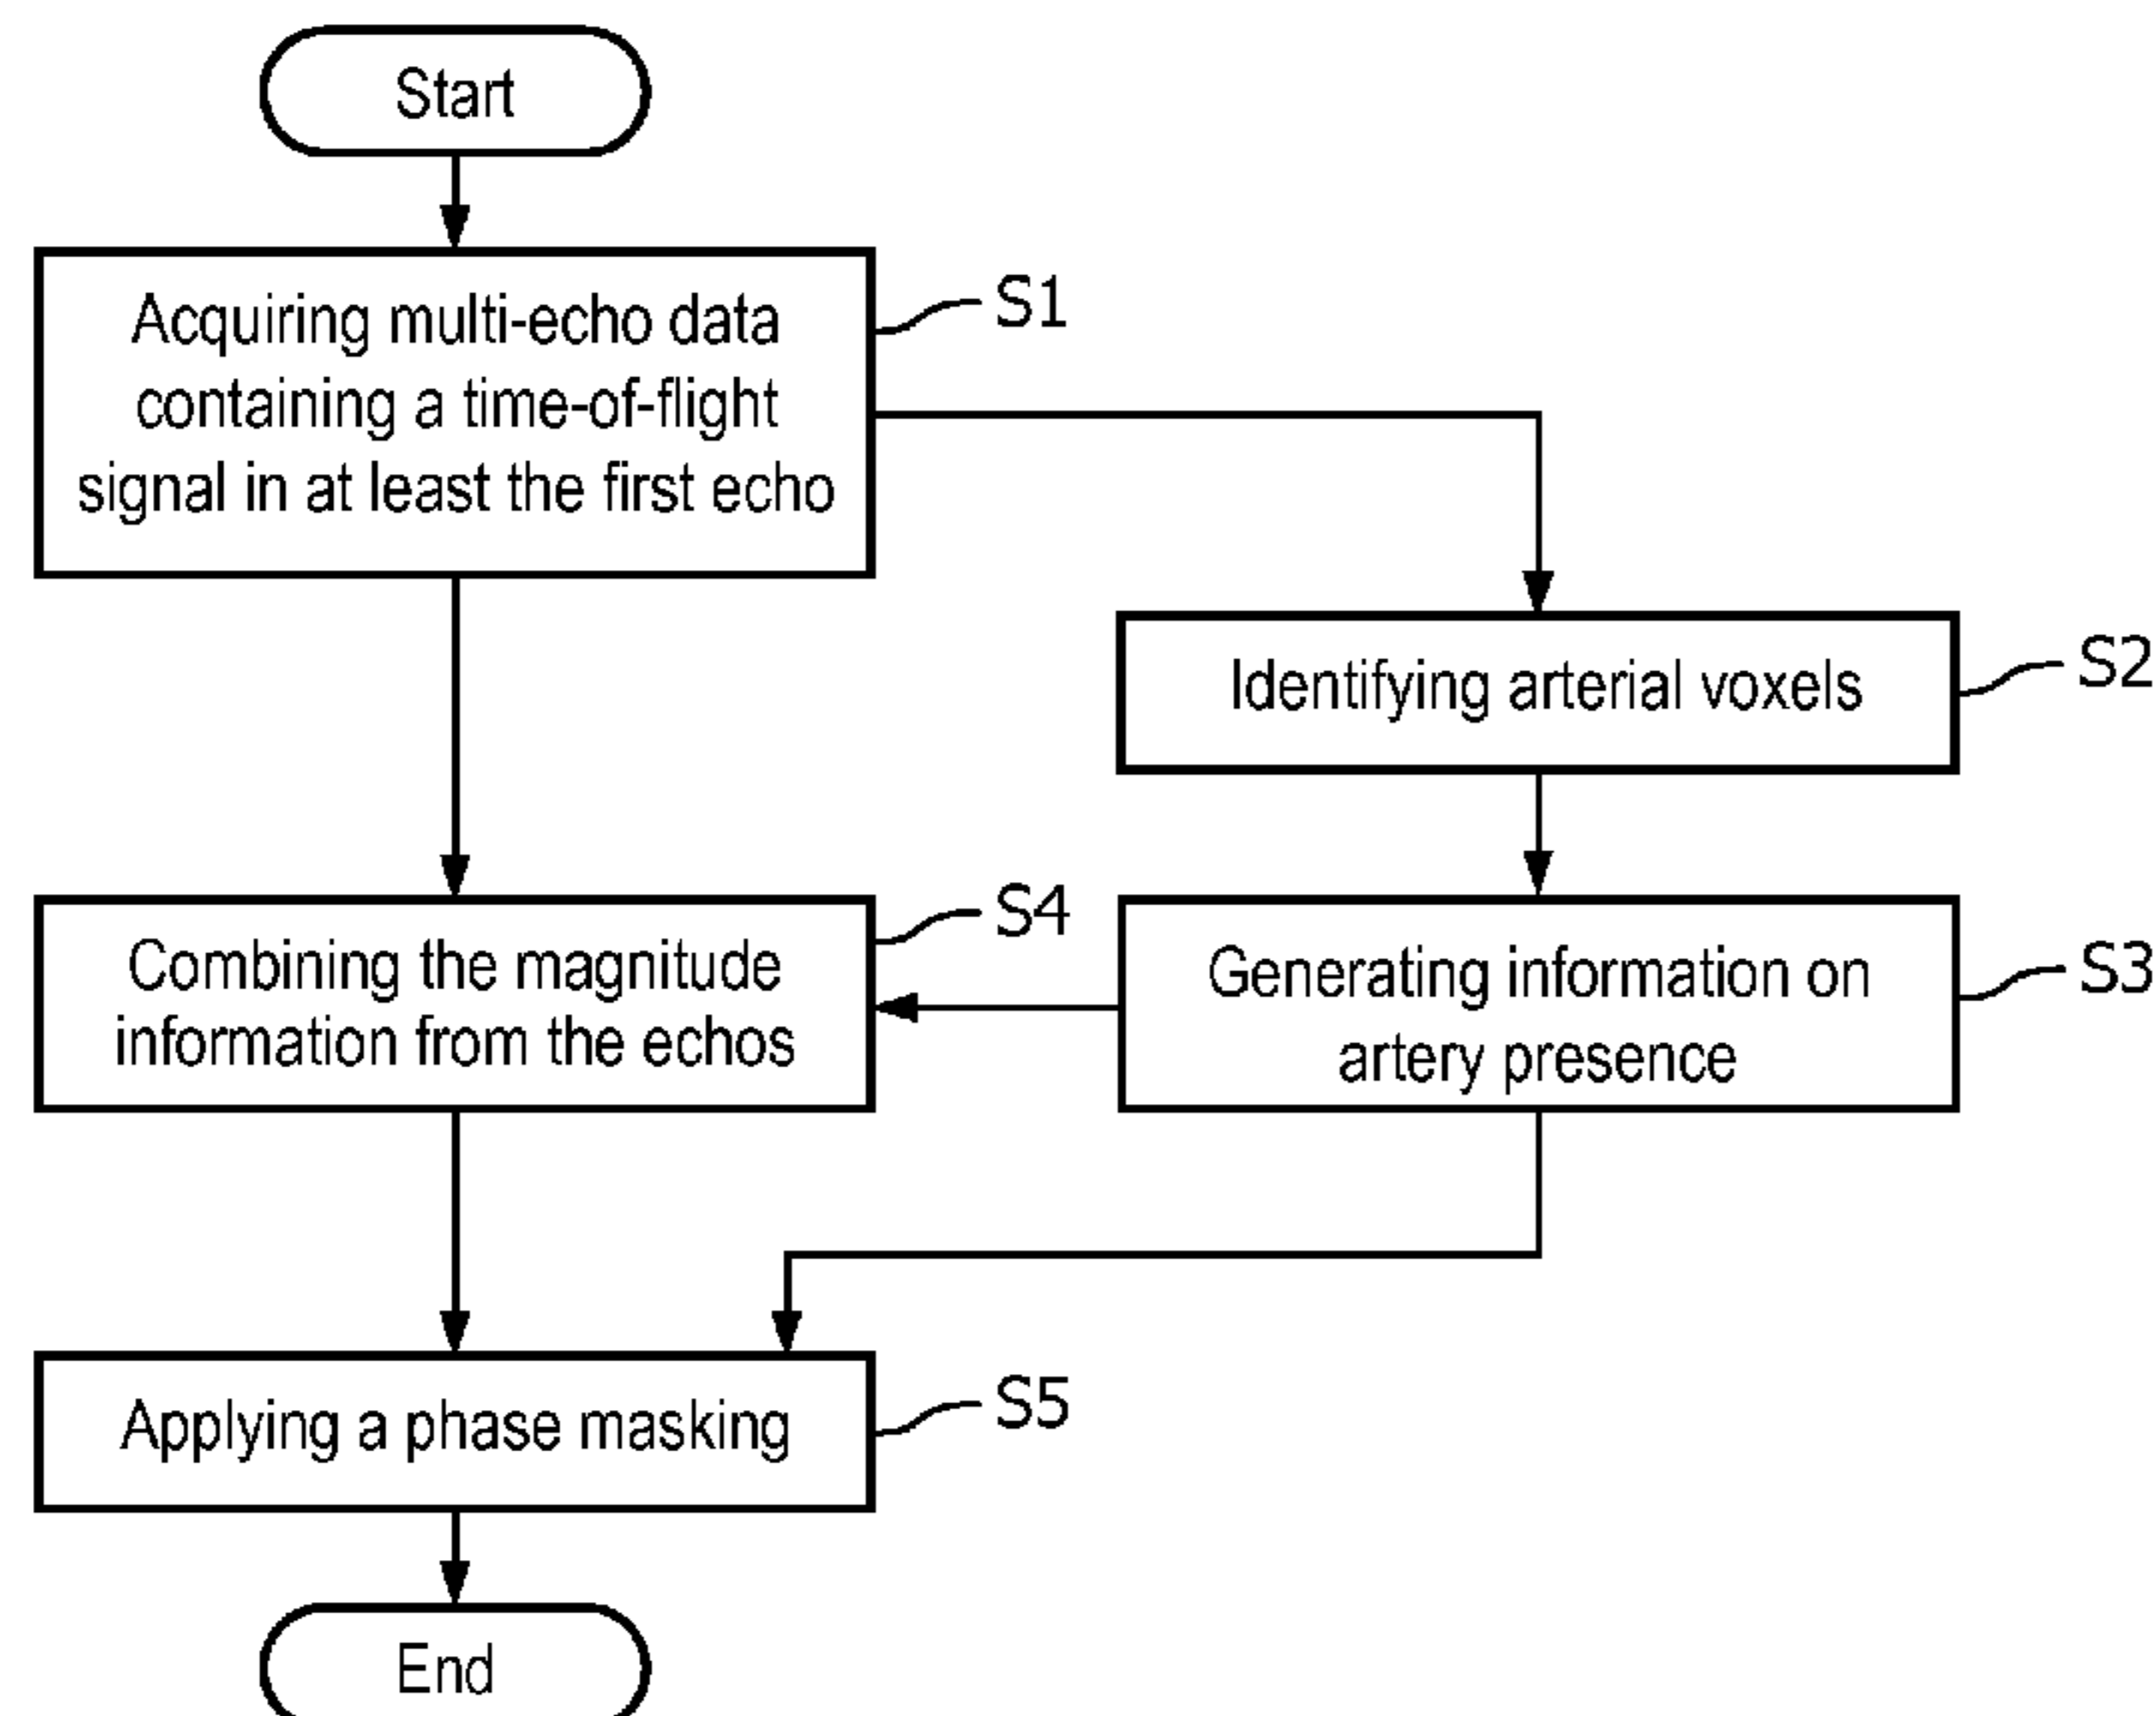 Start
Acquiring multi-echo data
containing a time-of-flight
signal in at least the first echo
S1
Identifying arterial voxels
S2
Generating information on
artery presence
S3
Combining the magnitude
information from the echos
S4
Applying a phase masking
S5
End